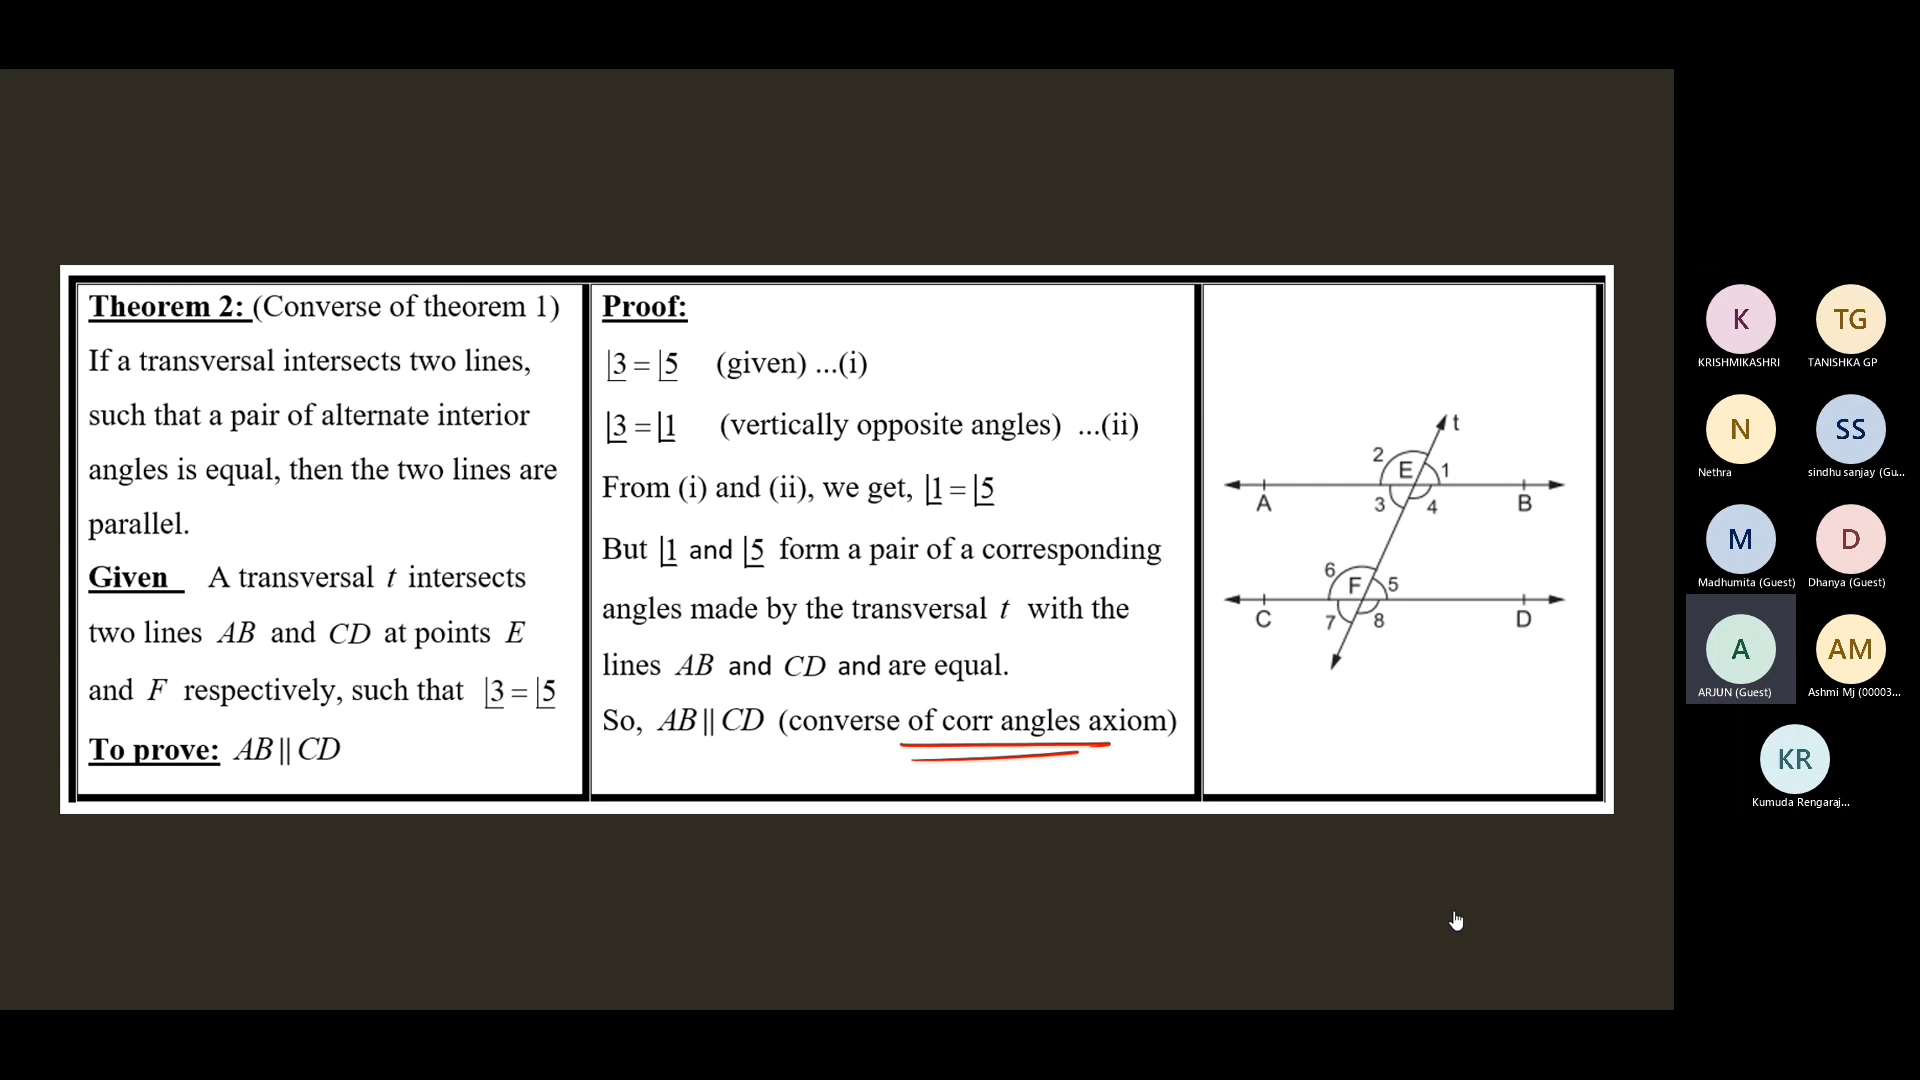 Theorem 2: (Converse of theorem 1)
If a transversal intersects two lines,
such that a pair of alternate interior
angles is equal, then the two lines are
parallel.
Given A transversal t intersects
two lines AB and CD at points E
and F respectively, such that ⌊3 = ⌊5
To prove: AB || CD
Proof:
⌊3 = ⌊5 (given) ...(i)
⌊3 = ⌊1 (vertically opposite angles) ...(ii)
From (i) and (ii), we get, ⌊1 = ⌊5
But ⌊1 and ⌊5 form a pair of a corresponding
angles made by the transversal t with the
lines AB and CD and are equal.
So, AB || CD (converse of corr angles axiom)
t
2 E 1
A 3 4 B
6 F 5
C 7 8 D
K TG
KRISHMIKASHRI TANISHKA GP
N SS
Nethra sindhu sanjay (Gu...
M D
Madhumita (Guest) Dhanya (Guest)
A AM
ARJUN (Guest) Ashmi Mj (00003...
KR
Kumuda Rengaraj...